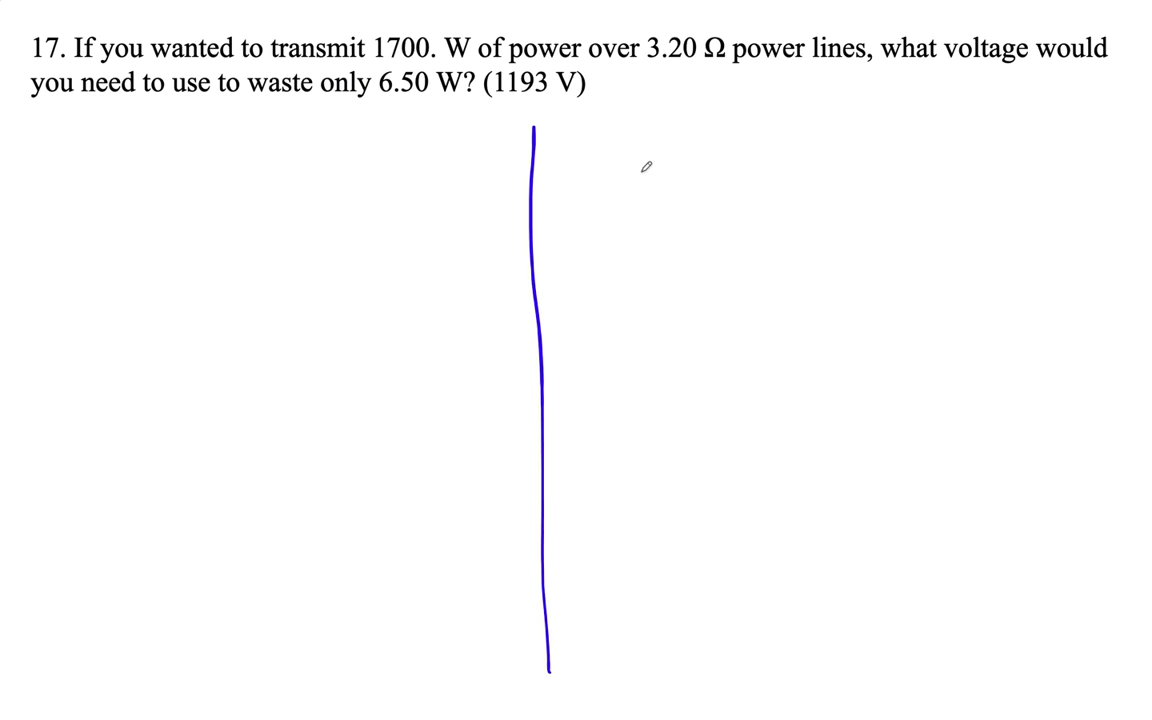 17. If you wanted to transmit 1700. W of power over 3.20 Ω power lines, what voltage would
you need to use to waste only 6.50 W? (1193 V)